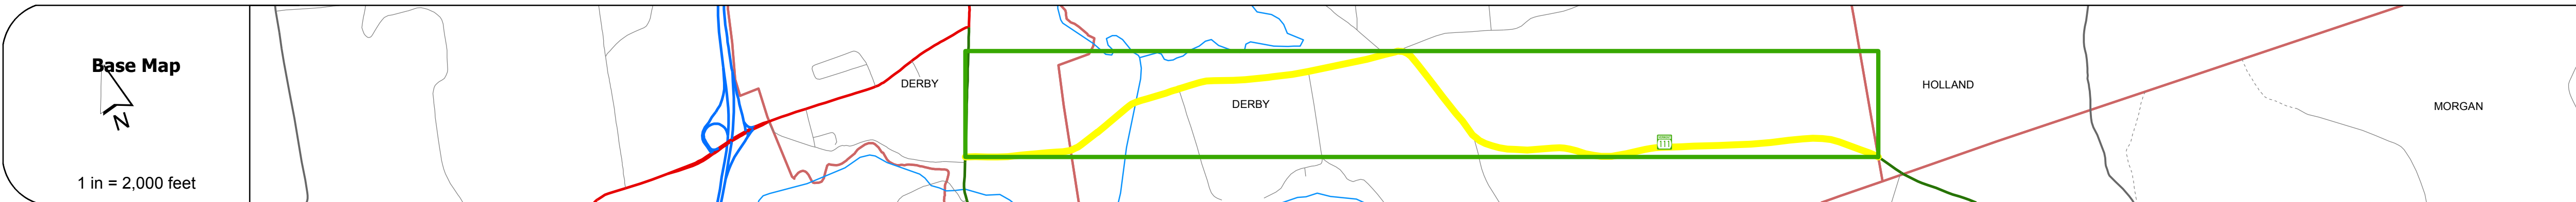 Base Map
N
1 in = 2,000 feet
DERBY
DERBY
HOLLAND
MORGAN